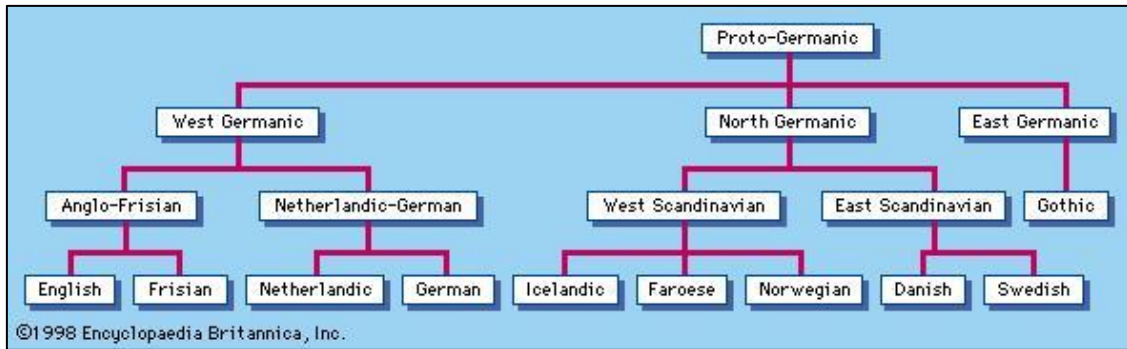 Proto-Germanic
West Germanic
North Germanic
East Germanic
Anglo-Frisian
Netherlandic-German
West Scandinavian
East Scandinavian
Gothic
English
Frisian
Netherlandic
German
Icelandic
Faroese
Norwegian
Danish
Swedish
©1998 Encyclopaedia Britannica, Inc.